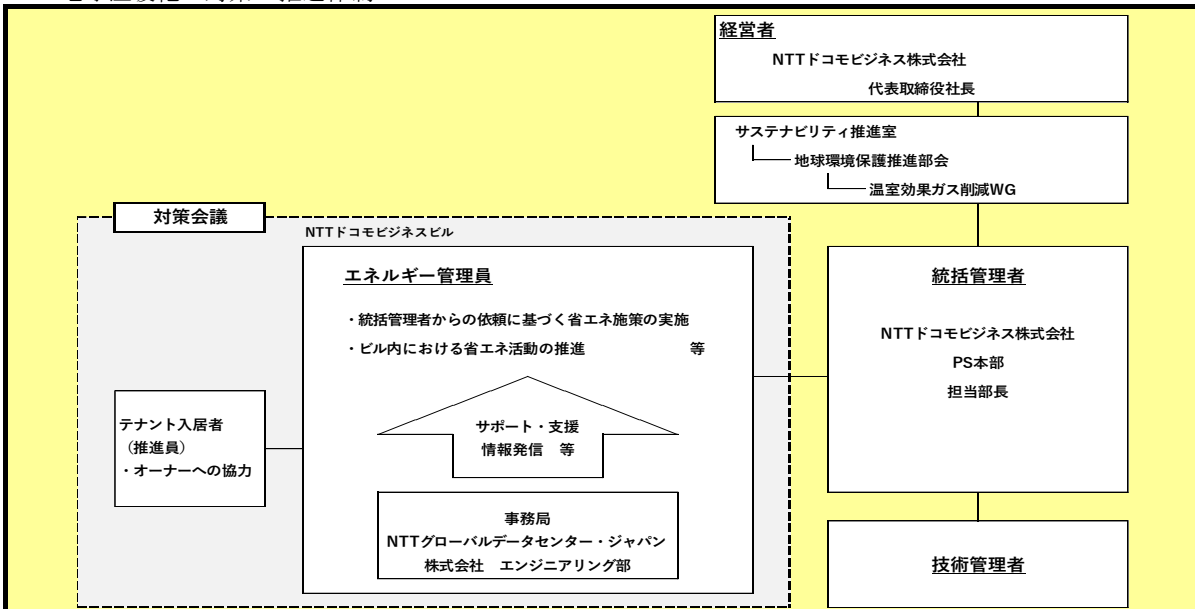 経営者
NTTドコモビジネス株式会社
代表取締役社長
サステナビリティ推進室
地球環境保護推進部会
温室効果ガス削減WG
対策会議
NTTドコモビジネスビル
エネルギー管理員
・統括管理者からの依頼に基づく省エネ施策の実施
・ビル内における省エネ活動の推進 等
統括管理者
NTTドコモビジネス株式会社
PS本部
担当部長
テナント入居者
（推進員）
・オーナーへの協力
サポート・支援
情報発信 等
事務局
NTTグローバルデータセンター・ジャパン
株式会社 エンジニアリング部
技術管理者